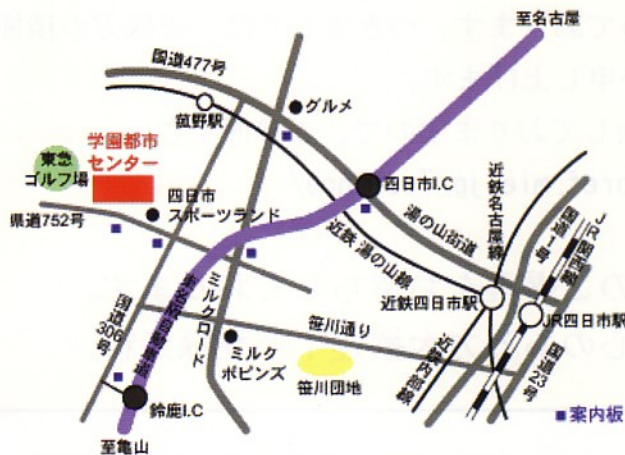 至名古屋
国道477号
グルメ
菰野駅
学園都市
センター
東急
ゴルフ場
四日市
スポーツランド
県道752号
四日市I.C
湯の山街道
近鉄 湯の山線
近鉄名古屋線
国道1号
JR関西線
東名阪自動車道
ミルクロード
国道306号
近鉄四日市駅
JR四日市駅
笹川通り
ミルク
ポピンズ
笹川団地
近鉄内部線
国道23号
鈴鹿I.C
至亀山
■案内板